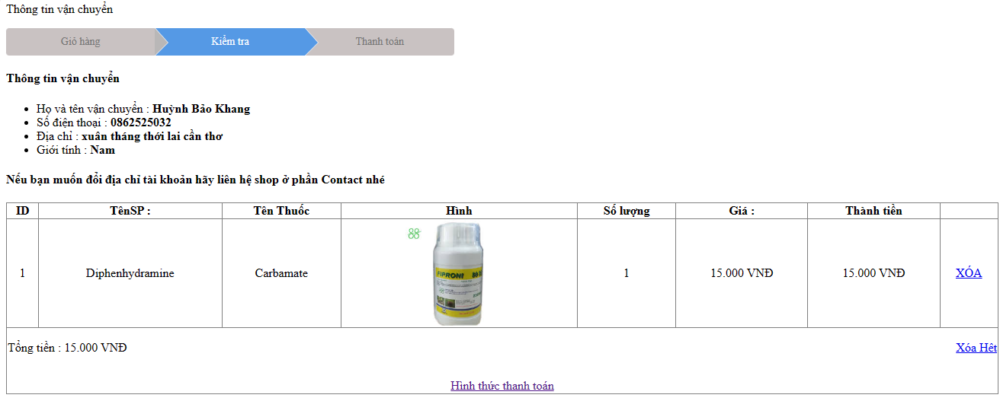 Thông tin vận chuyển
Giỏ hàng Kiểm tra Thanh toán
Thông tin vận chuyển
Họ và tên vận chuyển : Huỳnh Bảo Khang
Số điện thoại : 0862525032
Địa chỉ : xuân tháng thới lai cần thơ
Giới tính : Nam
Nếu bạn muốn đổi địa chỉ tài khoản hãy liên hệ shop ở phần Contact nhé
ID TênSP : Tên Thuốc Hình Số lượng Giá : Thành tiền
FIPRONI
1 Diphenhydramine Carbamate 1 15.000 VNĐ 15.000 VNĐ XÓA
Tổng tiền : 15.000 VNĐ Xóa Hêt
Hình thức thanh toán